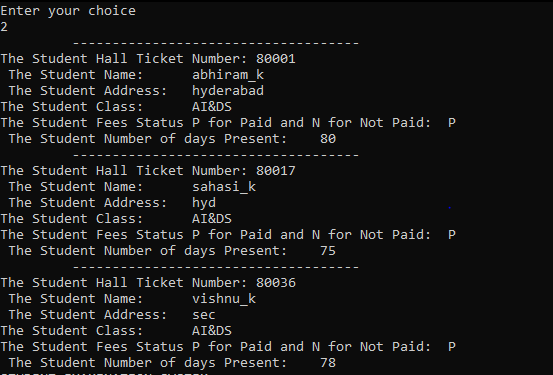 Enter your choice
2
-----------------------------------
The Student Hall Ticket Number: 80001
The Student Name: abhiram_k
The Student Address: hyderabad
The Student Class: AI&DS
The Student Fees Status P for Paid and N for Not Paid: P
The Student Number of days Present: 80
-----------------------------------
The Student Hall Ticket Number: 80017
The Student Name: sahasi_k
The Student Address: hyd
The Student Class: AI&DS
The Student Fees Status P for Paid and N for Not Paid: P
The Student Number of days Present: 75
-----------------------------------
The Student Hall Ticket Number: 80036
The Student Name: vishnu_k
The Student Address: sec
The Student Class: AI&DS
The Student Fees Status P for Paid and N for Not Paid: P
The Student Number of days Present: 78